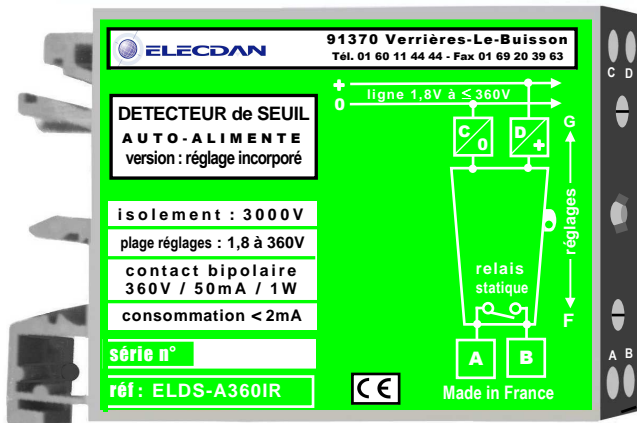 ELECDAN
91370 Verrières-Le-Buisson
Tél. 01 60 11 44 44 - Fax 01 69 20 39 63
DETECTEUR de SEUIL
AUTO-ALIMENTE
version : réglage incorporé
isolement : 3000V
plage réglages : 1,8 à 360V
contact bipolaire
360V / 50mA / 1W
consommation < 2mA
série n°
réf : ELDS-A360IR
CE
+
0
ligne 1,8V à ≤ 360V
C
0
D
+
G
réglages
F
relais
statique
A
B
Made in France
C D
A B